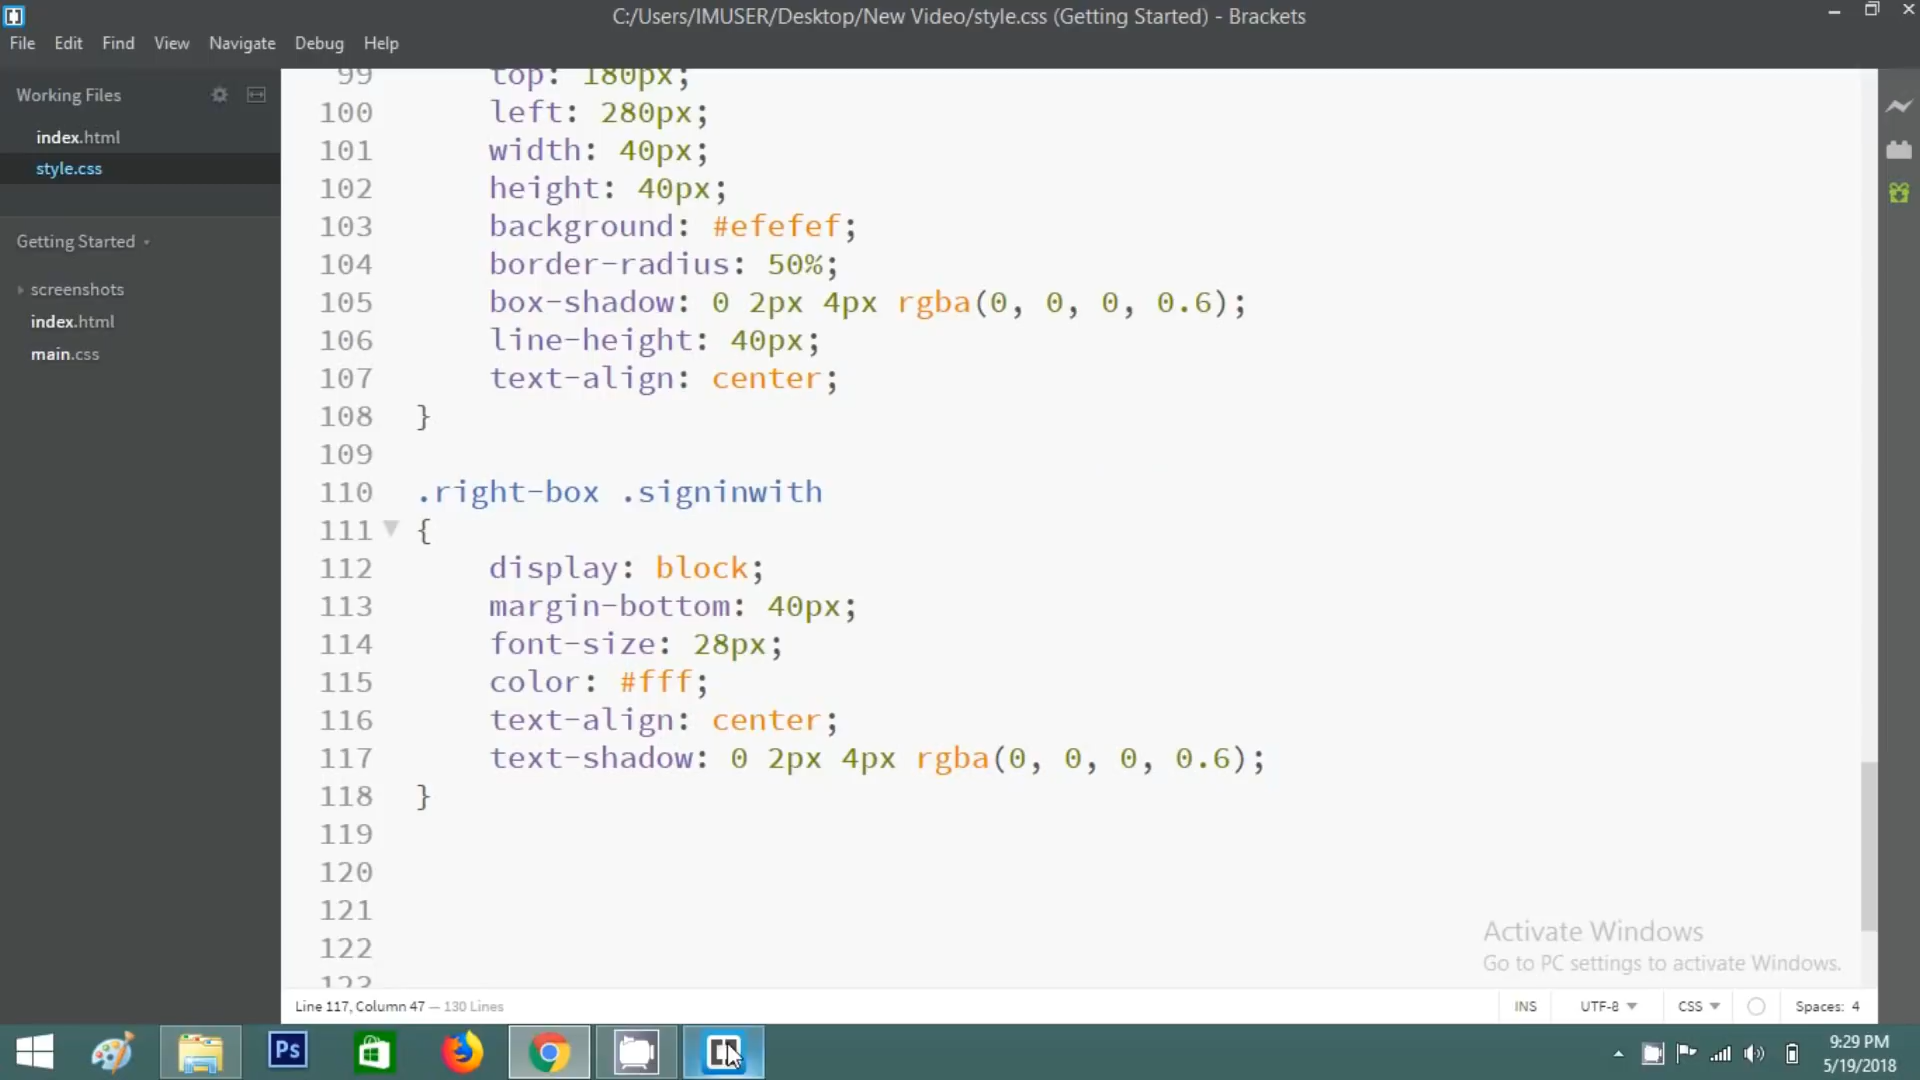 C:/Users/IMUSER/Desktop/New Video/style.css (Getting Started) - Brackets
File Edit Find View Navigate Debug Help
Working Files
index.html
style.css
Getting Started
screenshots
index.html
main.css
99 top: 180px;
100 left: 280px;
101 width: 40px;
102 height: 40px;
103 background: #efefef;
104 border-radius: 50%;
105 box-shadow: 0 2px 4px rgba(0, 0, 0, 0.6);
106 line-height: 40px;
107 text-align: center;
108 }
109
110 .right-box .signinwith
111 {
112 display: block;
113 margin-bottom: 40px;
114 font-size: 28px;
115 color: #fff;
116 text-align: center;
117 text-shadow: 0 2px 4px rgba(0, 0, 0, 0.6);
118 }
119
120
121
122
123
Activate Windows
Go to PC settings to activate Windows.
Line 117, Column 47 — 130 Lines
INS UTF-8 CSS Spaces: 4
Ps
9:29 PM
5/19/2018